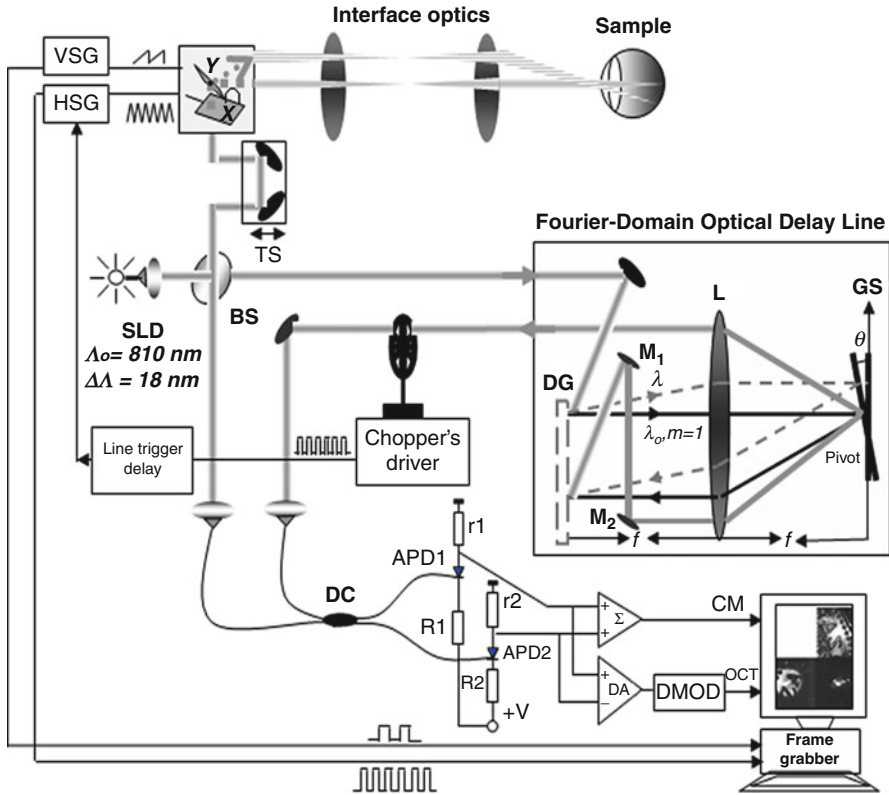 Interface optics
Sample
VSG
HSG
Y
X
TS
Fourier-Domain Optical Delay Line
SLD
Λo= 810 nm
ΔΛ = 18 nm
BS
L
GS
θ
M1
DG
λ
λo,m=1
Pivot
M2
f
f
Line trigger
delay
Chopper's
driver
r1
APD1
DC
R1
r2
APD2
R2
+V
+
+
Σ
CM
+
−
DA
DMOD
OCT
Frame
grabber